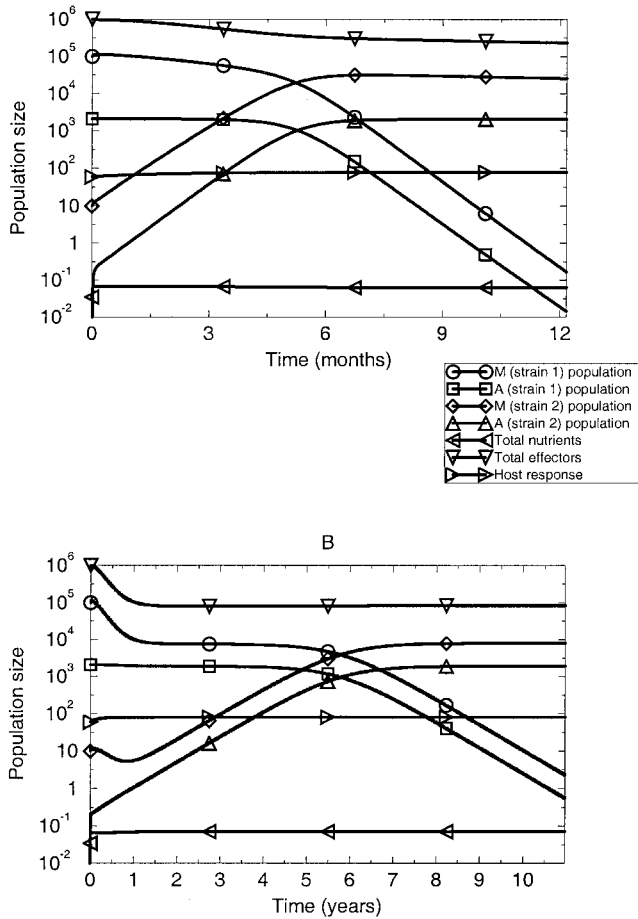 10^6
10^5
10^4
10^3
10^2
10
1
10^-1
10^-2
Population size
0
3
6
9
12
Time (months)
M (strain 1) population
A (strain 1) population
M (strain 2) population
A (strain 2) population
Total nutrients
Total effectors
Host response
B
10^6
10^5
10^4
10^3
10^2
10
1
10^-1
10^-2
Population size
0 1 2 3 4 5 6 7 8 9 10
Time (years)